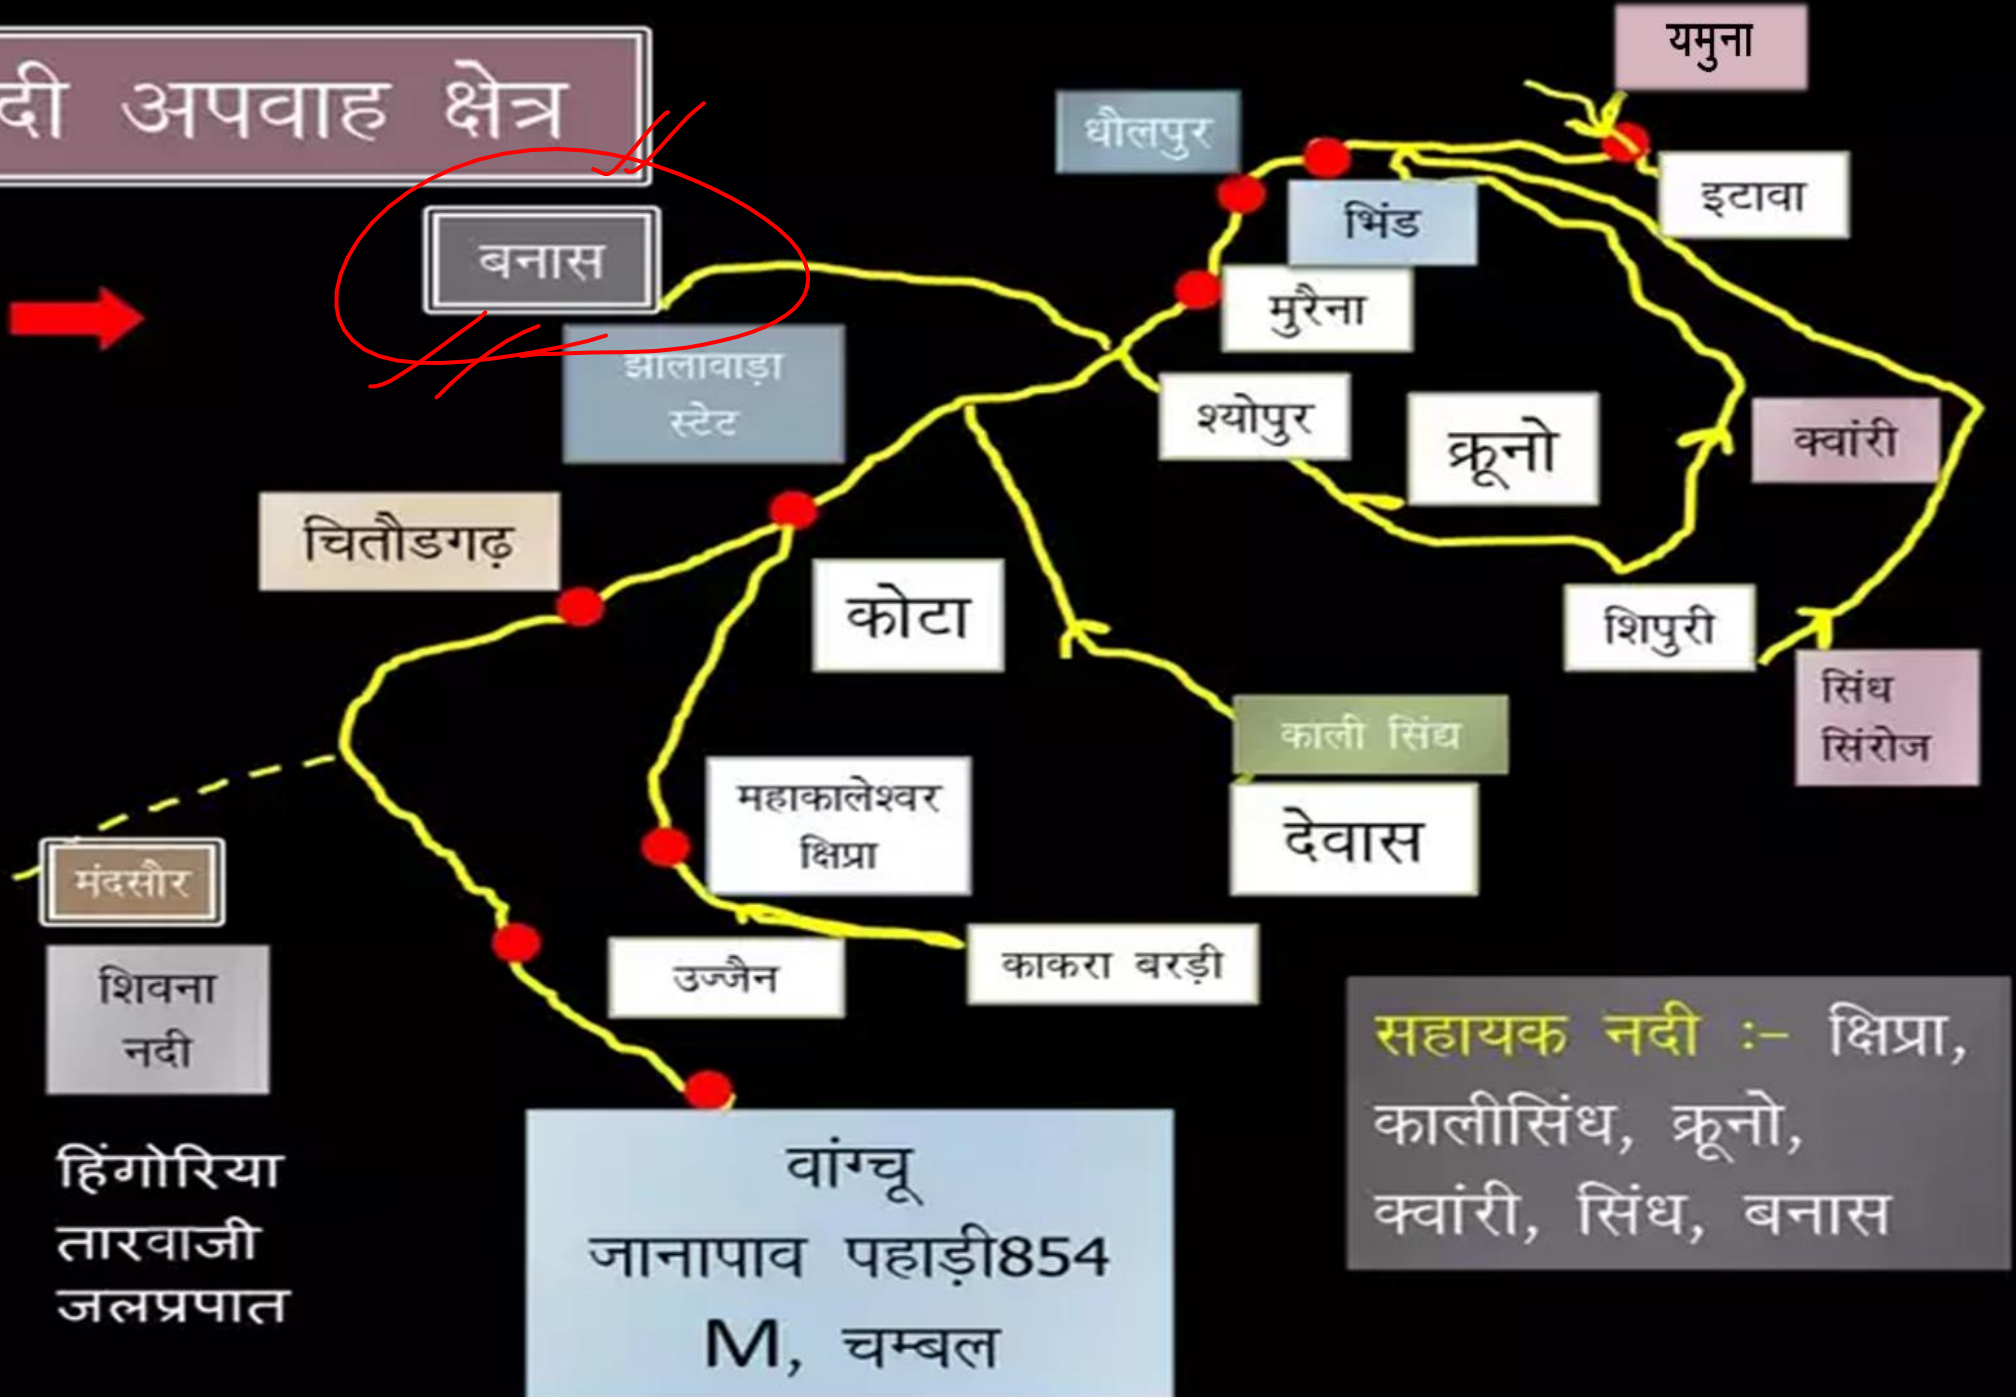 दी अपवाह क्षेत्र
यमुना
धौलपुर
इटावा
भिंड
बनास
मुरैना
झालावाड़ा
स्टेट
श्योपुर
क्रूनो
क्वांरी
चितौडगढ़
कोटा
शिपुरी
सिंध
सिंरोज
काली सिंद्य
महाकालेश्वर
क्षिप्रा
देवास
मंदसौर
उज्जैन
काकरा बरड़ी
शिवना
नदी
सहायक नदी :– क्षिप्रा,
कालीसिंध, क्रूनो,
क्वांरी, सिंध, बनास
हिंगोरिया
तारवाजी
जलप्रपात
वांग्चू
जानापाव पहाड़ी854
M, चम्बल